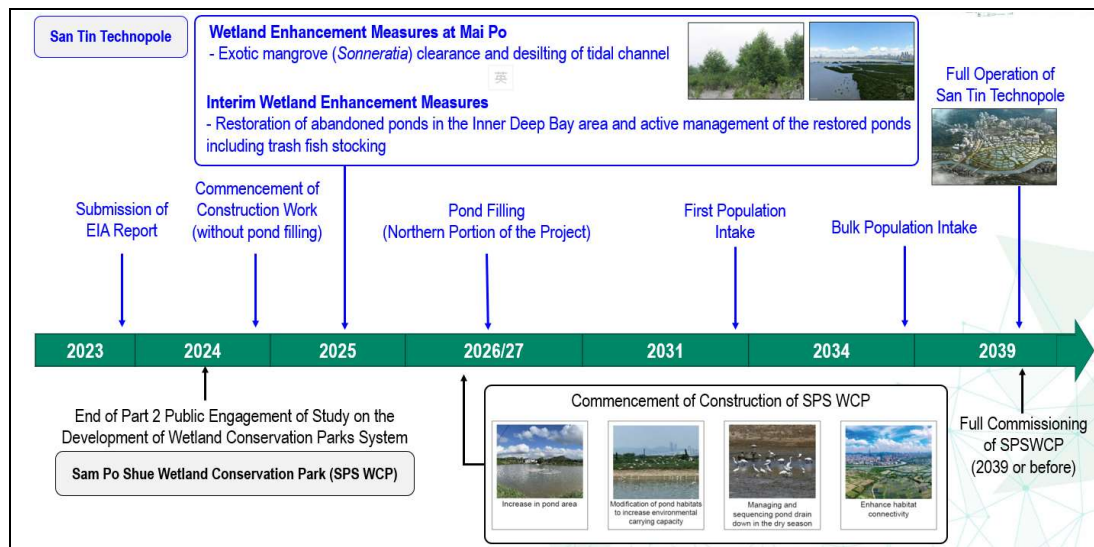 San Tin Technopole
Wetland Enhancement Measures at Mai Po
- Exotic mangrove (Sonneratia) clearance and desilting of tidal channel
英
Interim Wetland Enhancement Measures
- Restoration of abandoned ponds in the Inner Deep Bay area and active management of the restored ponds
including trash fish stocking
Full Operation of
San Tin Technopole
Submission of
EIA Report
Commencement of
Construction Work
(without pond filling)
Pond Filling
(Northern Portion of the Project)
First Population
Intake
Bulk Population Intake
2023
2024
2025
2026/27
2031
2034
2039
End of Part 2 Public Engagement of Study on the
Development of Wetland Conservation Parks System
Sam Po Shue Wetland Conservation Park (SPS WCP)
Commencement of Construction of SPS WCP
Increase in pond area
Modification of pond habitats
to increase environmental
carrying capacity
Managing and
sequencing pond drain
down in the dry season
Enhance habitat
connectivity
Full Commissioning
of SPSWCP
(2039 or before)